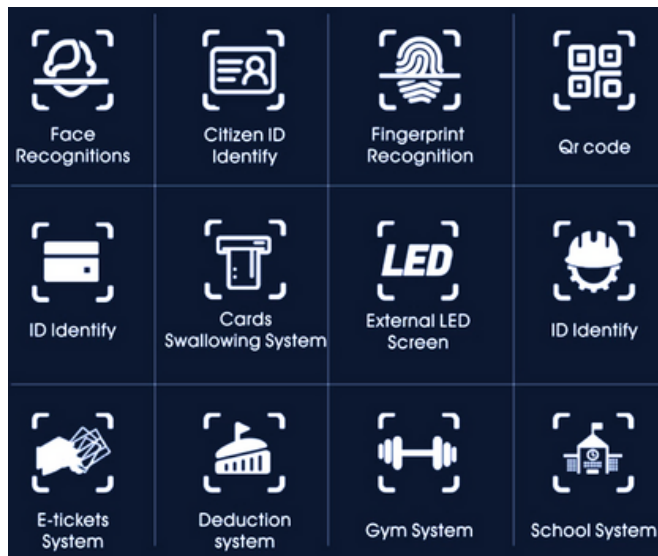 Face
Recognitions
Citizen ID
Identify
Fingerprint
Recognition
Qr code
ID Identify
Cards
Swallowing System
LED
External LED
Screen
ID Identify
E-tickets
System
Deduction
system
Gym System
School System